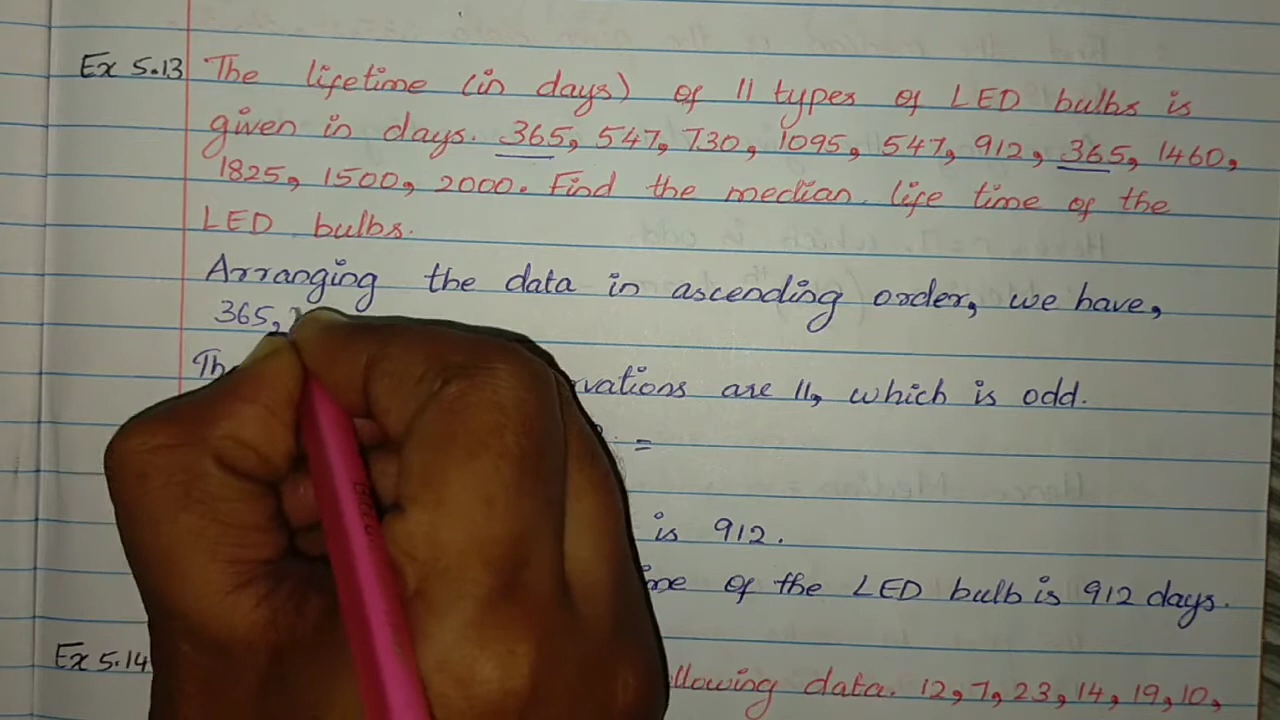 Ex 5.13 The lifetime (in days) of 11 types of LED bulbs is
given in days. 365, 547, 730, 1095, 547, 912, 365, 1460,
1825, 1500, 2000. Find the median life time of the
LED bulbs.
Arranging the data in ascending order, we have,
365,
are 11, which is odd.
=
is 912.
of the LED bulb is 912 days.
Ex 5.14 data. 12, 7, 23, 14, 19, 10,